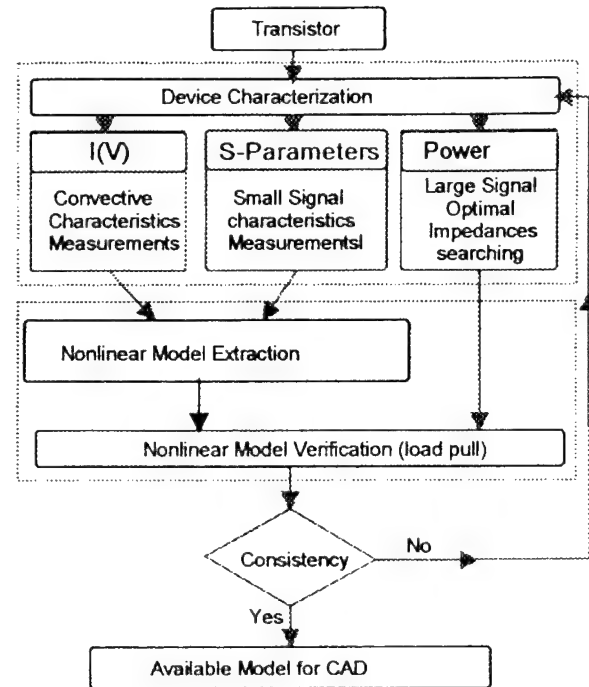 Transistor
Device Characterization
I(V)
Convective
Characteristics
Measurements
S-Parameters
Small Signal
characteristics
Measurementsl
Power
Large Signal
Optimal
Impedances
searching
Nonlinear Model Extraction
Nonlinear Model Verification (load pull)
Consistency
No
Yes
Available Model for CAD